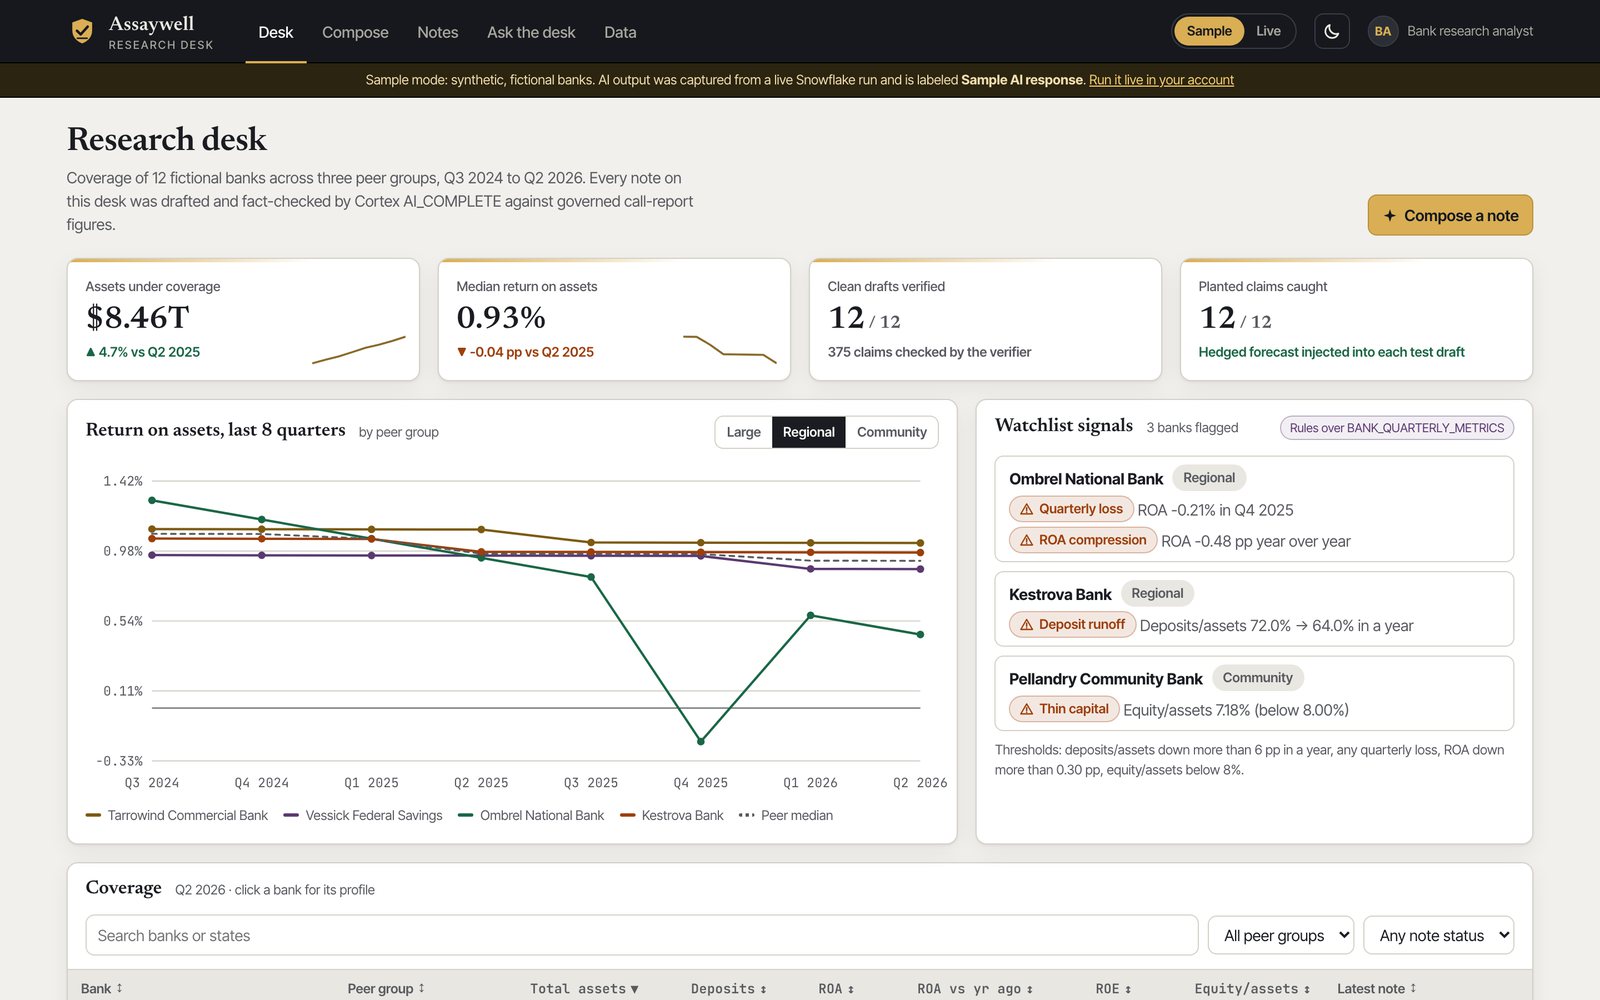 Assaywell
RESEARCH DESK
Desk
Compose
Notes
Ask the desk
Data
Sample
Live
BA
Bank research analyst
Sample mode: synthetic, fictional banks. AI output was captured from a live Snowflake run and is labeled Sample AI response. Run it live in your account
Research desk
Coverage of 12 fictional banks across three peer groups, Q3 2024 to Q2 2026. Every note on
this desk was drafted and fact-checked by Cortex AI_COMPLETE against governed call-report
figures.
Compose a note
Assets under coverage
$8.46T
▲ 4.7% vs Q2 2025
Median return on assets
0.93%
▼ -0.04 pp vs Q2 2025
Clean drafts verified
12 / 12
375 claims checked by the verifier
Planted claims caught
12 / 12
Hedged forecast injected into each test draft
Return on assets, last 8 quarters
by peer group
Large
Regional
Community
1.42%
0.98%
0.54%
0.11%
-0.33%
Q3 2024
Q4 2024
Q1 2025
Q2 2025
Q3 2025
Q4 2025
Q1 2026
Q2 2026
Tarrowind Commercial Bank
Vessick Federal Savings
Ombrel National Bank
Kestrova Bank
Peer median
Watchlist signals
3 banks flagged
Rules over BANK_QUARTERLY_METRICS
Ombrel National Bank
Regional
Quarterly loss
ROA -0.21% in Q4 2025
ROA compression
ROA -0.48 pp year over year
Kestrova Bank
Regional
Deposit runoff
Deposits/assets 72.0% → 64.0% in a year
Pellandry Community Bank
Community
Thin capital
Equity/assets 7.18% (below 8.00%)
Thresholds: deposits/assets down more than 6 pp in a year, any quarterly loss, ROA down
more than 0.30 pp, equity/assets below 8%.
Coverage
Q2 2026 · click a bank for its profile
Search banks or states
All peer groups
Any note status
Bank ↕
Peer group ↕
Total assets ▼
Deposits ↕
ROA ↕
ROA vs yr ago ↕
ROE ↕
Equity/assets ↕
Latest note ↕